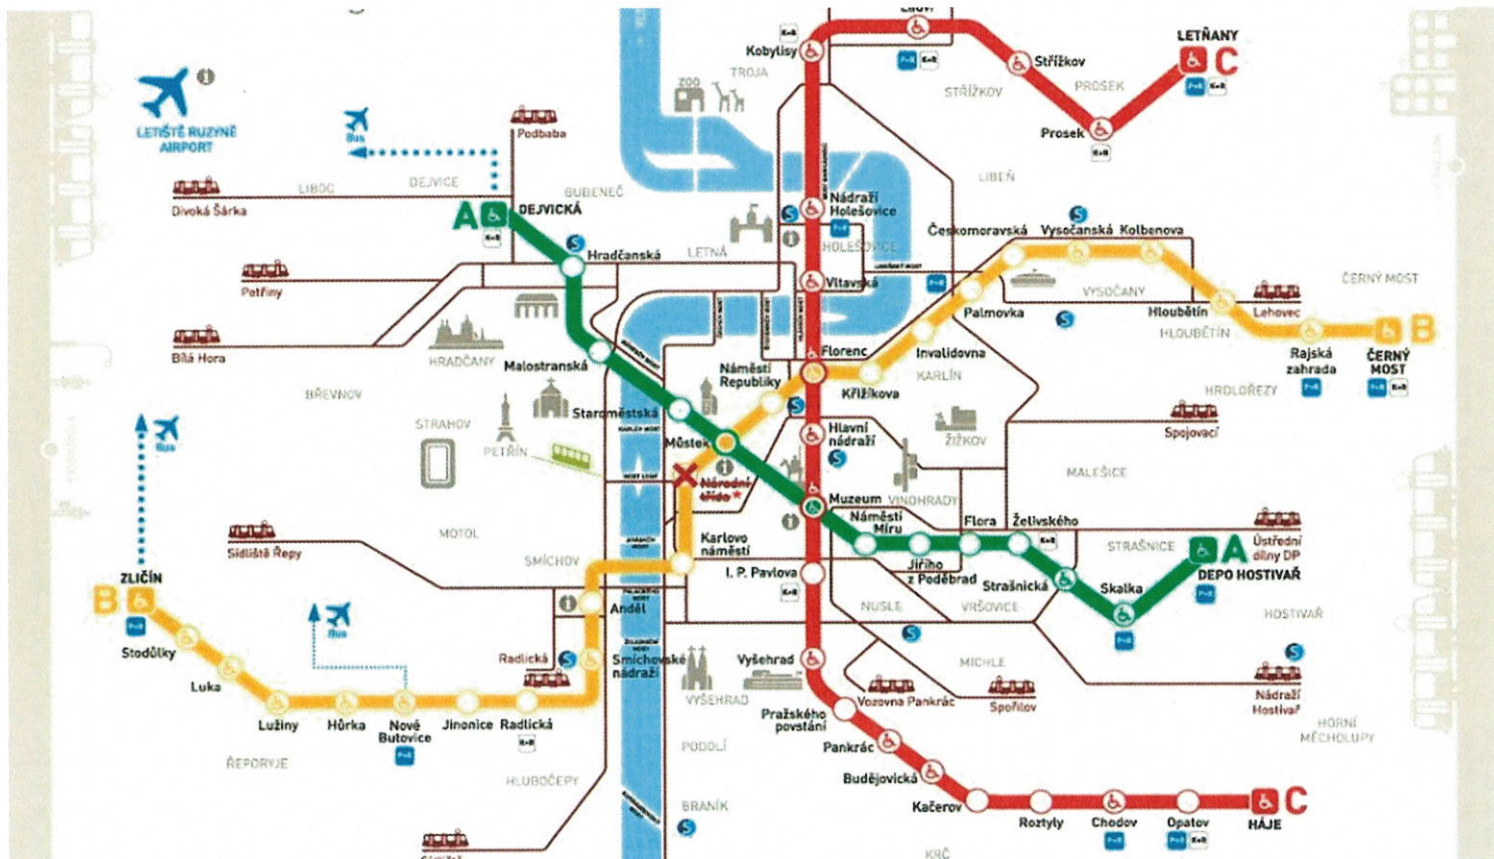 LETŇANY
C
Kobylisy
TROJA
Střížkov
PROSEK
STŘÍŽKOV
Prosek
ZOO
LETIŠTĚ RUZYNĚ
AIRPORT
Bus
Podbaba
DEJVICE
LIBOC
BUBENEČ
LIBEŇ
Divoká Šárka
A
DEJVICKÁ
Nádraží
Holešovice
HOLEŠOVICE
Českomoravská
Vysočanská
Kolbenova
Hradčanská
LETNÁ
Petřiny
Vltavská
ČERNÝ MOST
VYSOČANY
Palmovka
Hloubětín
Lehovec
HLOUBĚTÍN
B
Bílá Hora
HRADČANY
Malostranská
Náměstí
Republiky
Florenc
Invalidovna
KARLÍN
Křižíkova
Rajská
zahrada
ČERNÝ
MOST
HRDLOŘEZY
BŘEVNOV
STRAHOV
Staroměstská
PETŘÍN
Můstek
Hlavní
nádraží
ŽIŽKOV
Spojovací
Bus
MALEŠICE
Národní
třída *
Muzeum
VINOHRADY
Náměstí
Míru
Flora
Želivského
Ústřední
dílny DP
STRAŠNICE
A
DEPO HOSTIVAŘ
MOTOL
Sídliště Řepy
SMÍCHOV
Karlovo
náměstí
I. P. Pavlova
Jiřího
z Poděbrad
Strašnická
Skalka
HOSTIVAŘ
ZLIČÍN
B
Anděl
NUSLE
VRŠOVICE
Bus
Stodůlky
Luka
Radlická
Smíchovské
nádraží
Vyšehrad
VYŠEHRAD
MICHLE
Vozovna Pankrác
Spořilov
Nádraží
Hostivař
HORNÍ
MĚCHOLUPY
Lužiny
Hůrka
Nové
Butovice
Jinonice
Radlická
Pražského
povstání
Pankrác
PODOLÍ
ŘEPORYJE
HLUBOČEPY
Budějovická
BRANÍK
Kačerov
Roztyly
Chodov
Opatov
HÁJE
C
KRČ